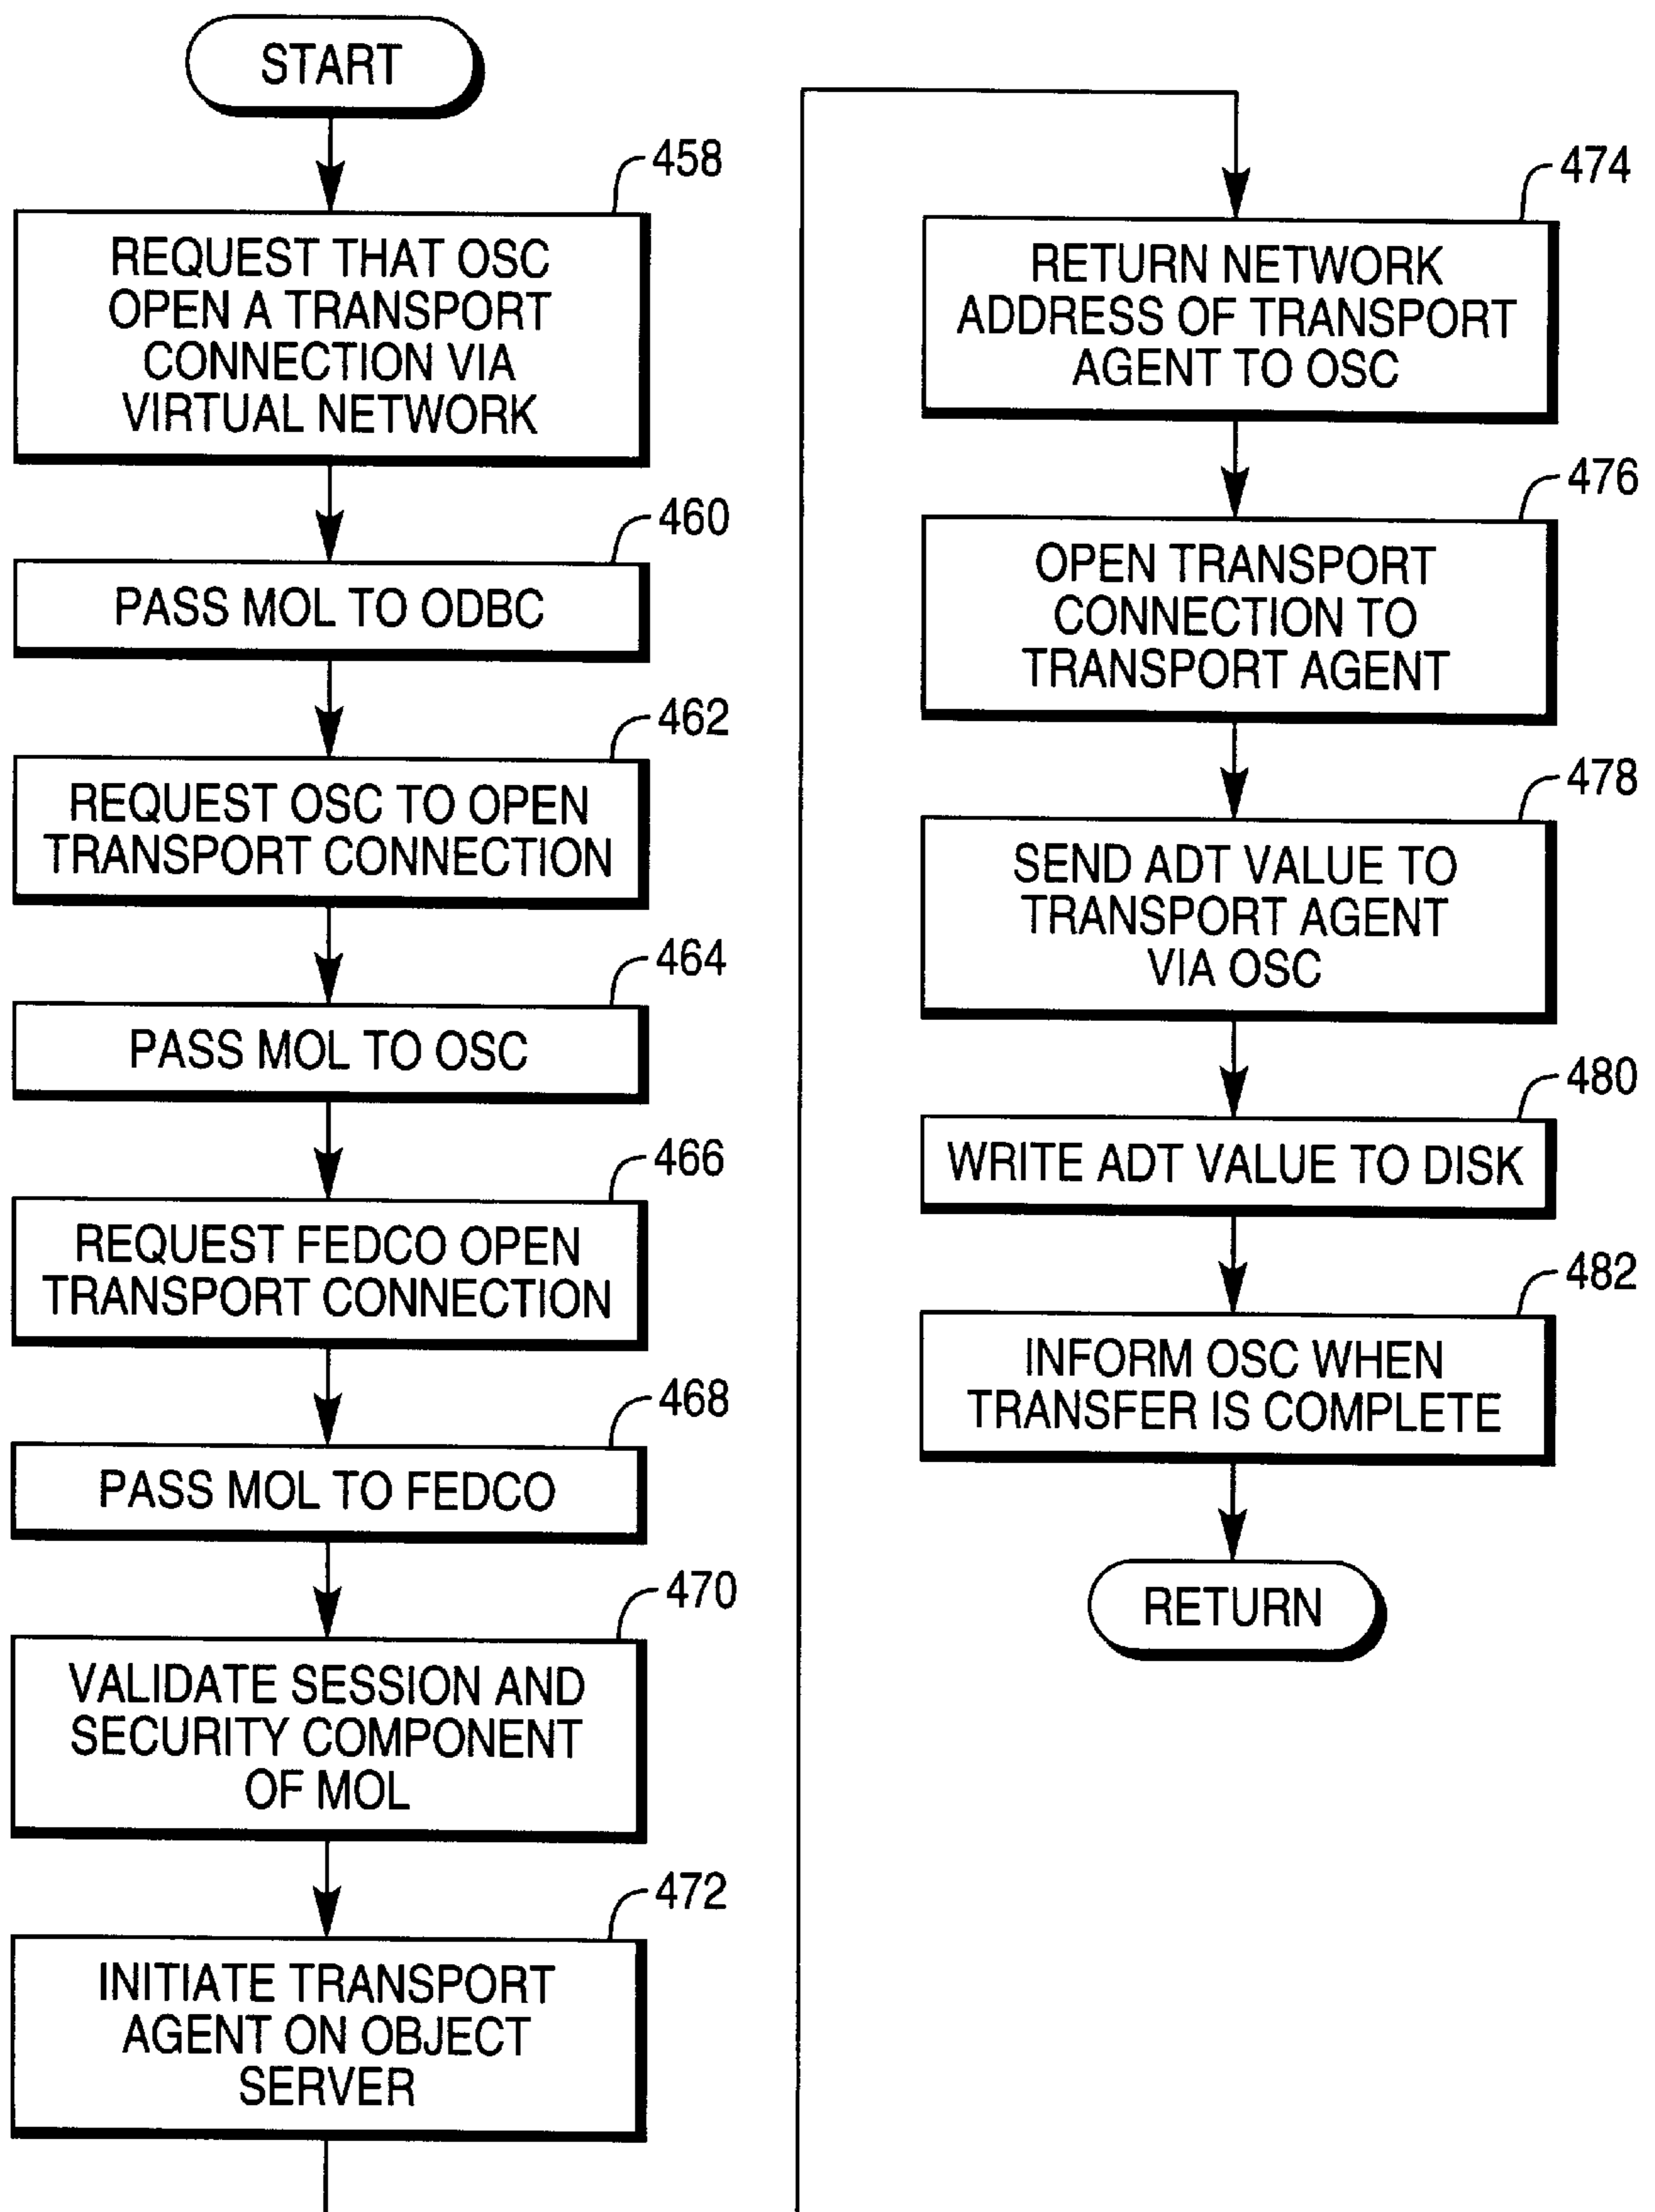 START
458
REQUEST THAT OSC
OPEN A TRANSPORT
CONNECTION VIA
VIRTUAL NETWORK
460
PASS MOL TO ODBC
462
REQUEST OSC TO OPEN
TRANSPORT CONNECTION
464
PASS MOL TO OSC
466
REQUEST FEDCO OPEN
TRANSPORT CONNECTION
468
PASS MOL TO FEDCO
470
VALIDATE SESSION AND
SECURITY COMPONENT
OF MOL
472
INITIATE TRANSPORT
AGENT ON OBJECT
SERVER
474
RETURN NETWORK
ADDRESS OF TRANSPORT
AGENT TO OSC
476
OPEN TRANSPORT
CONNECTION TO
TRANSPORT AGENT
478
SEND ADT VALUE TO
TRANSPORT AGENT
VIA OSC
480
WRITE ADT VALUE TO DISK
482
INFORM OSC WHEN
TRANSFER IS COMPLETE
RETURN